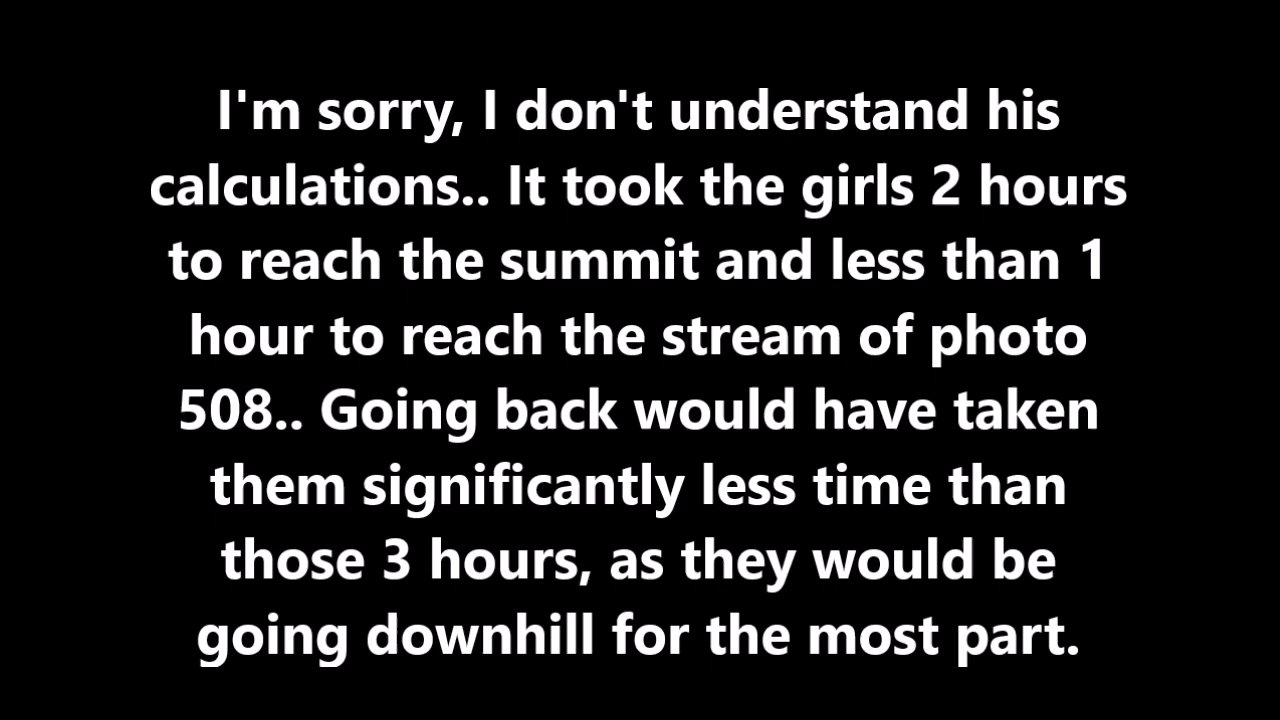 I'm sorry, I don't understand his
calculations.. It took the girls 2 hours
to reach the summit and less than 1
hour to reach the stream of photo
508.. Going back would have taken
them significantly less time than
those 3 hours, as they would be
going downhill for the most part.